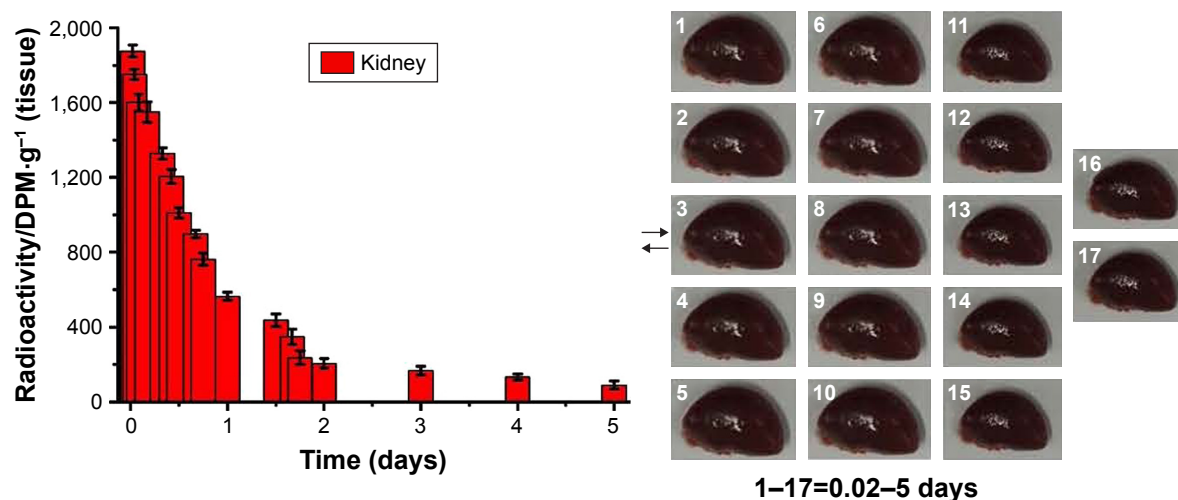 Radioactivity/DPM·g⁻¹ (tissue)
2,000
1,600
1,200
800
400
0
0 1 2 3 4 5
Time (days)
Kidney
1 6 11
2 7 12
16
3 8 13
17
4 9 14
5 10 15
1–17=0.02–5 days